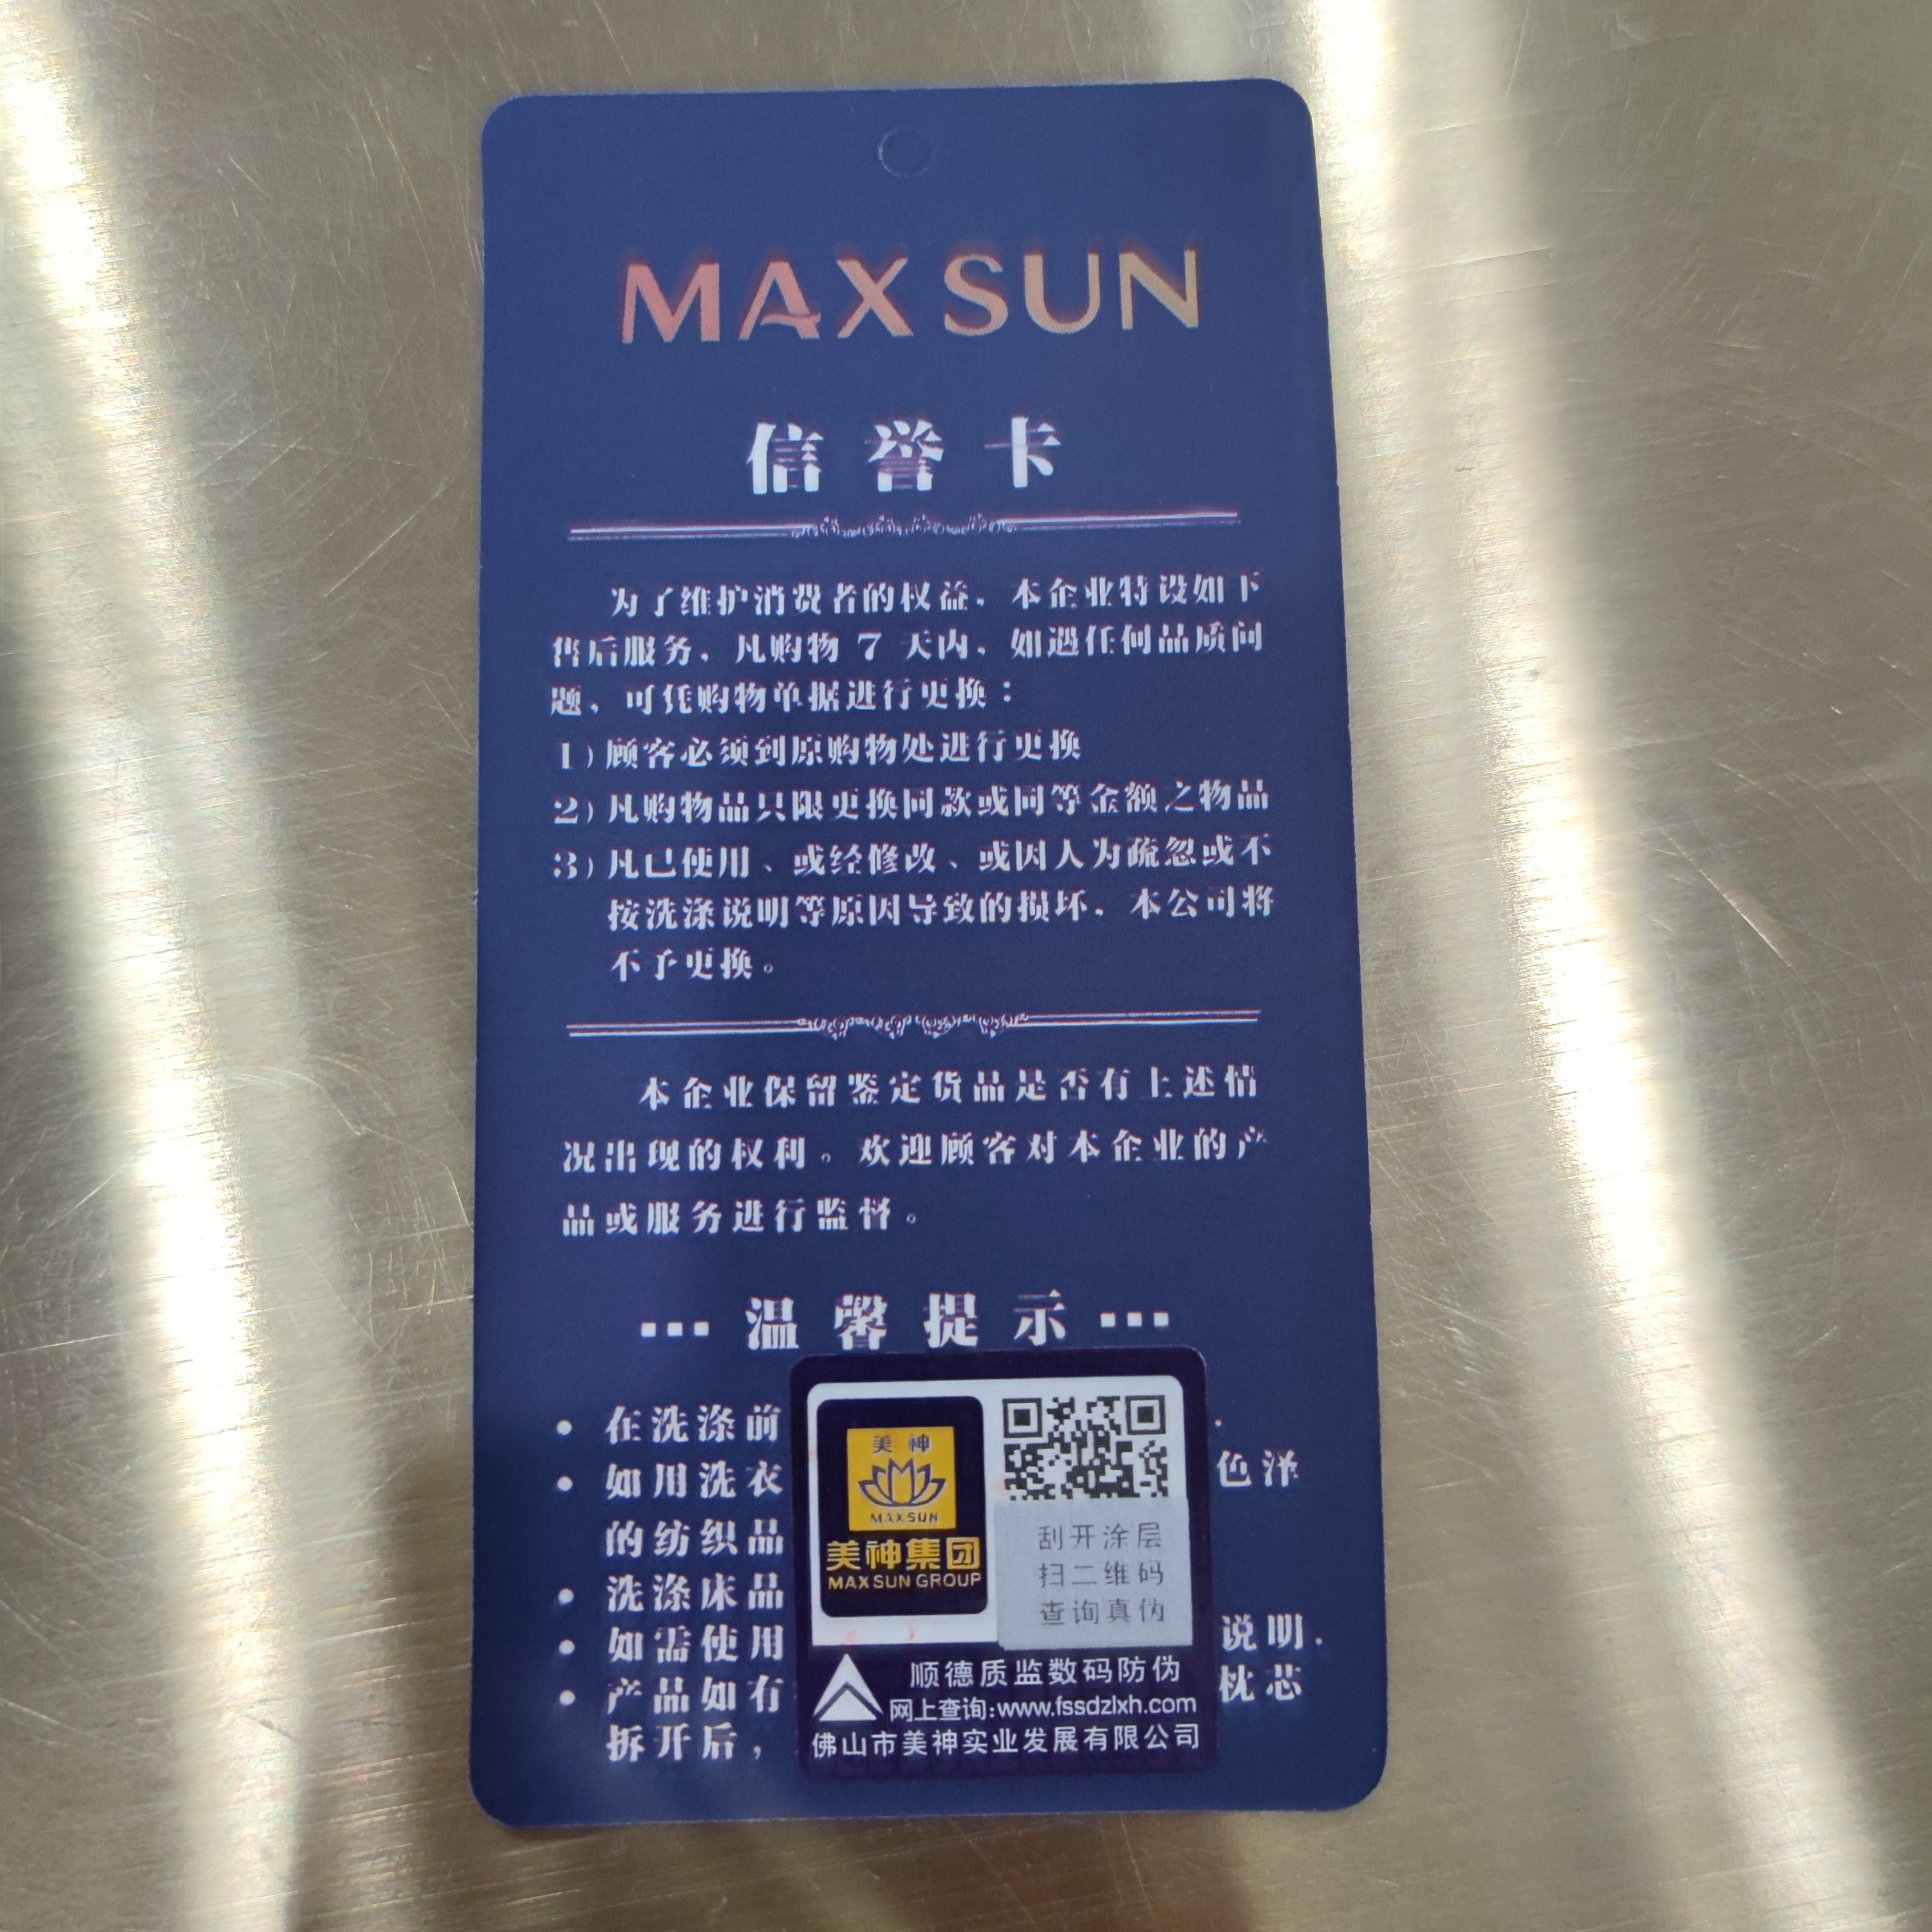 MAXSUN
信誉卡
为了维护消费者的权益，本企业特设如下
售后服务，凡购物 7 天内，如遇任何品质问
题，可凭购物单据进行更换：
1）顾客必须到原购物处进行更换
2）凡购物品只限更换同款或同等金额之物品
3）凡已使用、或经修改、或因人为疏忽或不
按洗涤说明等原因导致的损坏，本公司将
不予更换。
本企业保留鉴定货品是否有上述情
况出现的权利。欢迎顾客对本企业的产
品或服务进行监督。
···温馨提示···
• 在洗涤前
.
• 如用洗衣
色泽
的纺织品
• 洗涤床品
• 如需使用
说明.
• 产品如有
枕芯
拆开后，
美神
MAXSUN
美神集团
MAXSUN GROUP
刮开涂层
扫二维码
查询真伪
顺德质监数码防伪
网上查询:www.fssdzlxh.com
佛山市美神实业发展有限公司